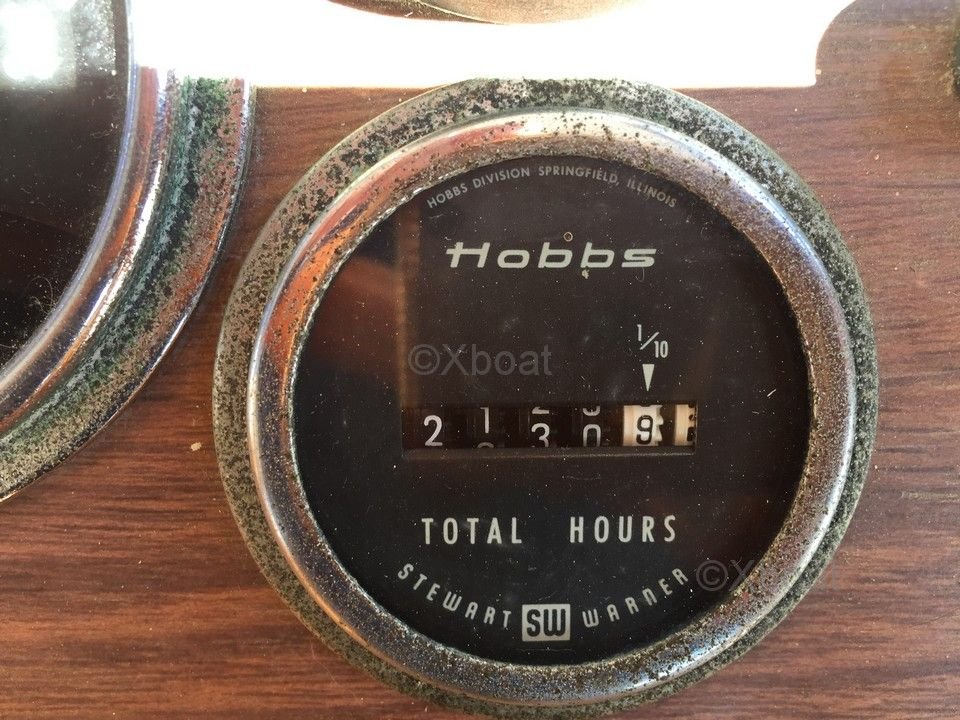 HOBBS DIVISION SPRINGFIELD, ILLINOIS
Hobbs
1/10
©Xboat
2 1 3 0 9
TOTAL HOURS
STEWART SW WARNER